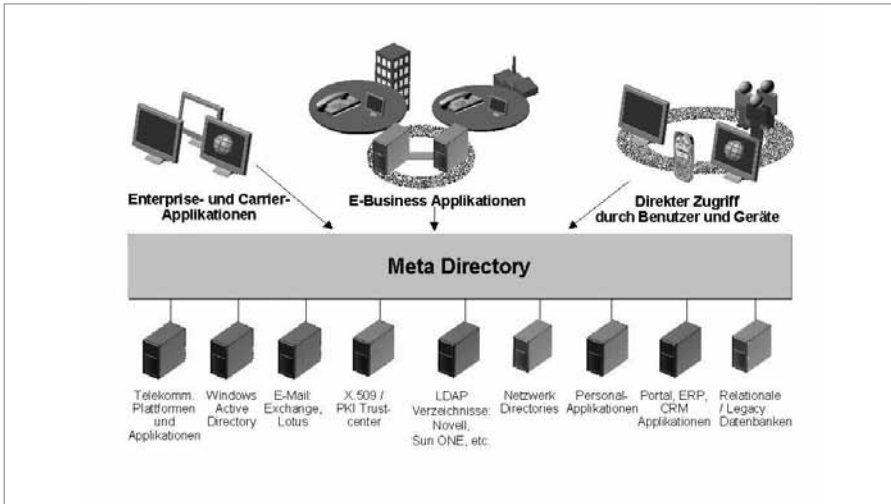 Enterprise- und Carrier-
Applikationen
E-Business Applikationen
Direkter Zugriff
durch Benutzer und Geräte
Meta Directory
Telekomm.
Plattformen
und
Applikationen
Windows
Active
Directory
E-Mail:
Exchange,
Lotus
X.509 /
PKI Trust-
center
LDAP
Verzeichnisse:
Novell,
Sun ONE, etc.
Netzwerk
Directories
Personal-
Applikationen
Portal, ERP,
CRM
Applikationen
Relationale
/ Legacy
Datenbanken